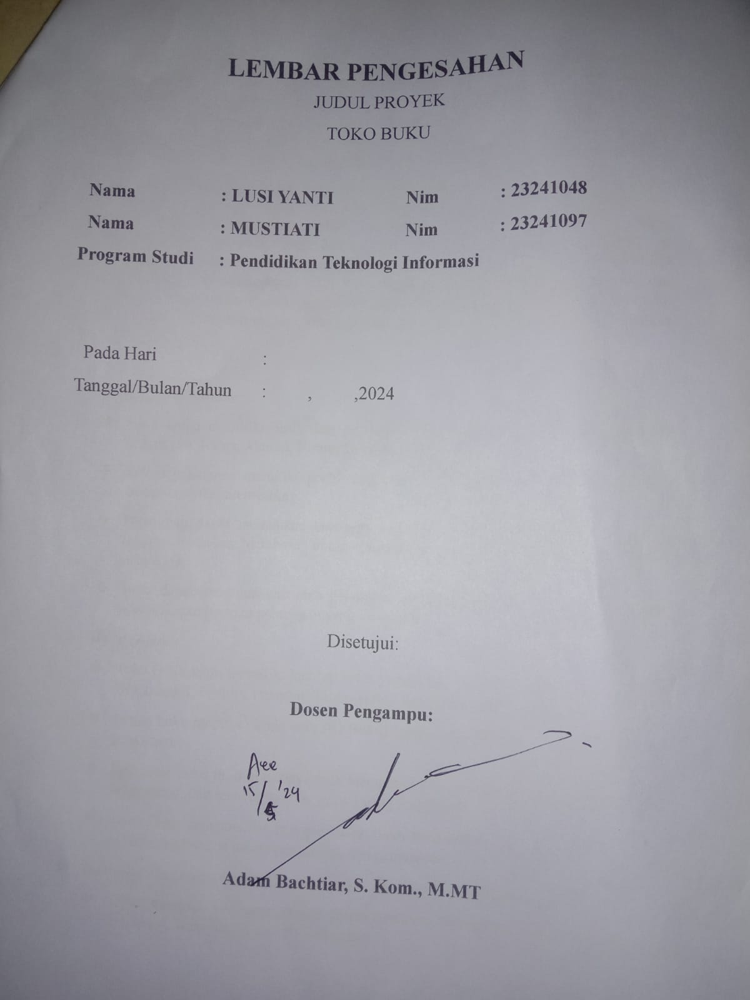 LEMBAR PENGESAHAN
JUDUL PROYEK
TOKO BUKU
Nama : LUSI YANTI Nim : 23241048
Nama : MUSTIATI Nim : 23241097
Program Studi : Pendidikan Teknologi Informasi
Pada Hari :
Tanggal/Bulan/Tahun : , ,2024
Disetujui:
Dosen Pengampu:
Acc
15/5 '24
Adam Bachtiar, S. Kom., M.MT